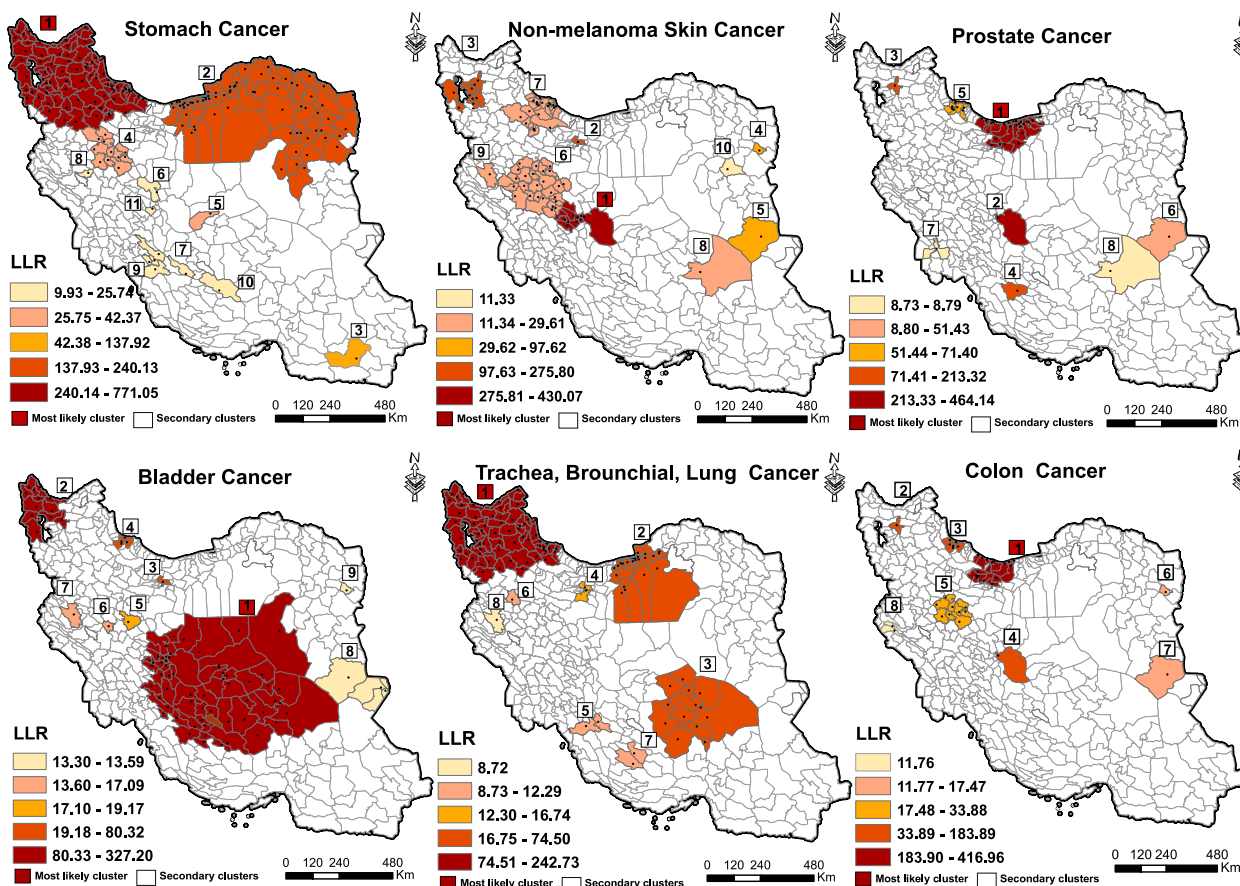 Stomach Cancer
N
1
2
4
8
6
11
5
7
9
10
3
LLR
9.93 - 25.74
25.75 - 42.37
42.38 - 137.92
137.93 - 240.13
240.14 - 771.05
Most likely cluster
Secondary clusters
0 120 240 480
Km
Non-melanoma Skin Cancer
N
3
7
2
4
10
9
6
1
5
8
LLR
11.33
11.34 - 29.61
29.62 - 97.62
97.63 - 275.80
275.81 - 430.07
Most likely cluster
Secondary clusters
0 120 240 480
Km
Prostate Cancer
3
5
1
2
6
7
8
4
LLR
8.73 - 8.79
8.80 - 51.43
51.44 - 71.40
71.41 - 213.32
213.33 - 464.14
Most likely cluster
Secondary clusters
0 120 240 480
Km
Bladder Cancer
N
2
4
3
9
7
6
5
1
8
LLR
13.30 - 13.59
13.60 - 17.09
17.10 - 19.17
19.18 - 80.32
80.33 - 327.20
Most likely cluster
Secondary clusters
0 120 240 480
Km
Trachea, Brounchial, Lung Cancer
N
1
2
4
6
8
3
5
7
LLR
8.72
8.73 - 12.29
12.30 - 16.74
16.75 - 74.50
74.51 - 242.73
Most likely cluster
Secondary clusters
0 120 240 480
Km
Colon Cancer
2
3
1
5
6
8
4
7
LLR
11.76
11.77 - 17.47
17.48 - 33.88
33.89 - 183.89
183.90 - 416.96
Most likely cluster
Secondary clusters
0 120 240 480
Km